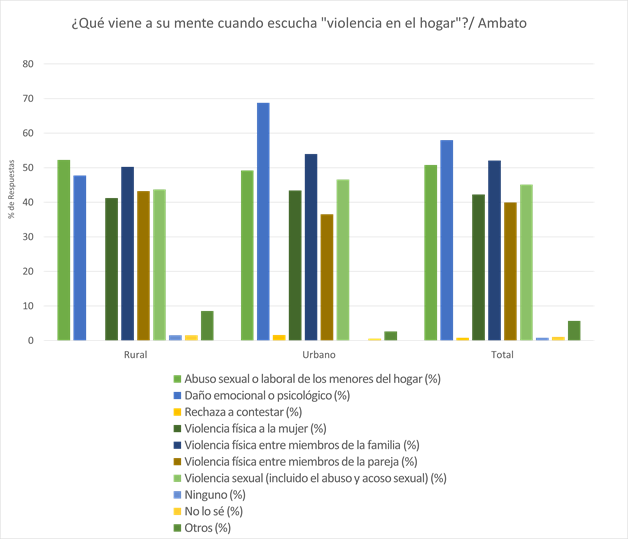 ¿Qué viene a su mente cuando escucha "violencia en el hogar"?/ Ambato
80
70
60
50
40
30
20
10
0
% de Respuestas
Rural Urbano Total
Abuso sexual o laboral de los menores del hogar (%)
Daño emocional o psicológico (%)
Rechaza a contestar (%)
Violencia física a la mujer (%)
Violencia física entre miembros de la familia (%)
Violencia física entre miembros de la pareja (%)
Violencia sexual (incluido el abuso y acoso sexual) (%)
Ninguno (%)
No lo sé (%)
Otros (%)